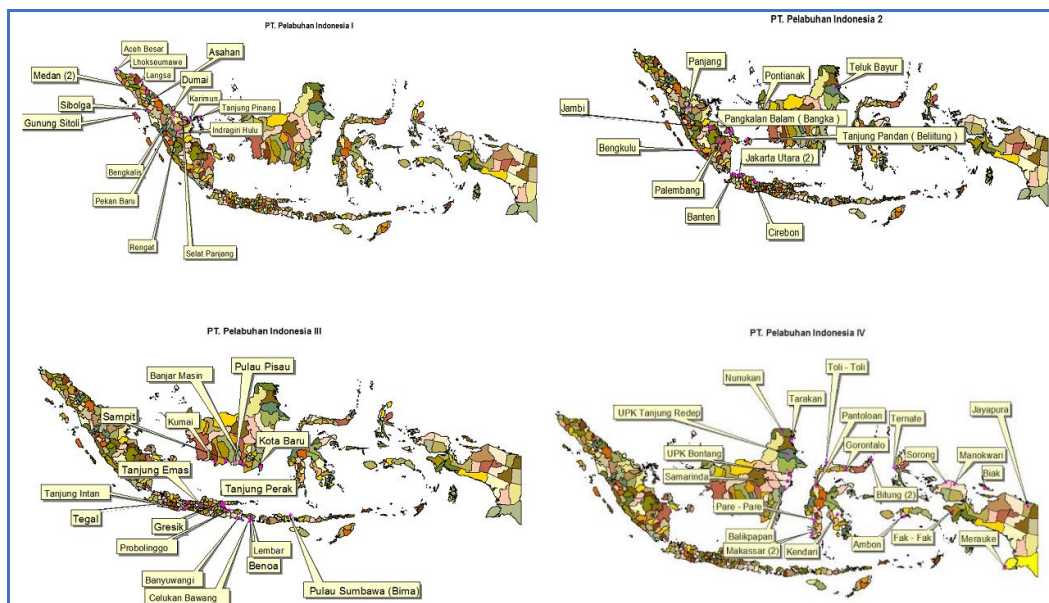 PT. Pelabuhan Indonesia I
Aceh Besar
Lhokseumawe
Langsa
Asahan
Medan (2)
Dumai
Sibolga
Karimun
Tanjung Pinang
Gunung Sitoli
Indragiri Hulu
Bengkalis
Pekan Baru
Rengat
Selat Panjang
PT. Pelabuhan Indonesia 2
Panjang
Pontianak
Teluk Bayur
Jambi
Pangkalan Balam ( Bangka )
Tanjung Pandan ( Beliitung )
Bengkulu
Jakarta Utara (2)
Palembang
Banten
Cirebon
PT. Pelabuhan Indonesia III
Banjar Masin
Pulau Pisau
Sampit
Kumai
Kota Baru
Tanjung Emas
Tanjung Perak
Tanjung Intan
Tegal
Gresik
Probolinggo
Lembar
Benoa
Banyuwangi
Celukan Bawang
Pulau Sumbawa (Bima)
PT. Pelabuhan Indonesia IV
Toli - Toli
Nunukan
Tarakan
UPK Tanjung Redep
Pantoloan
Ternate
Jayapura
Gorontalo
UPK Bontang
Sorong
Manokwari
Samarinda
Biak
Bitung (2)
Pare - Pare
Balikpapan
Makassar (2)
Kendari
Ambon
Fak - Fak
Merauke